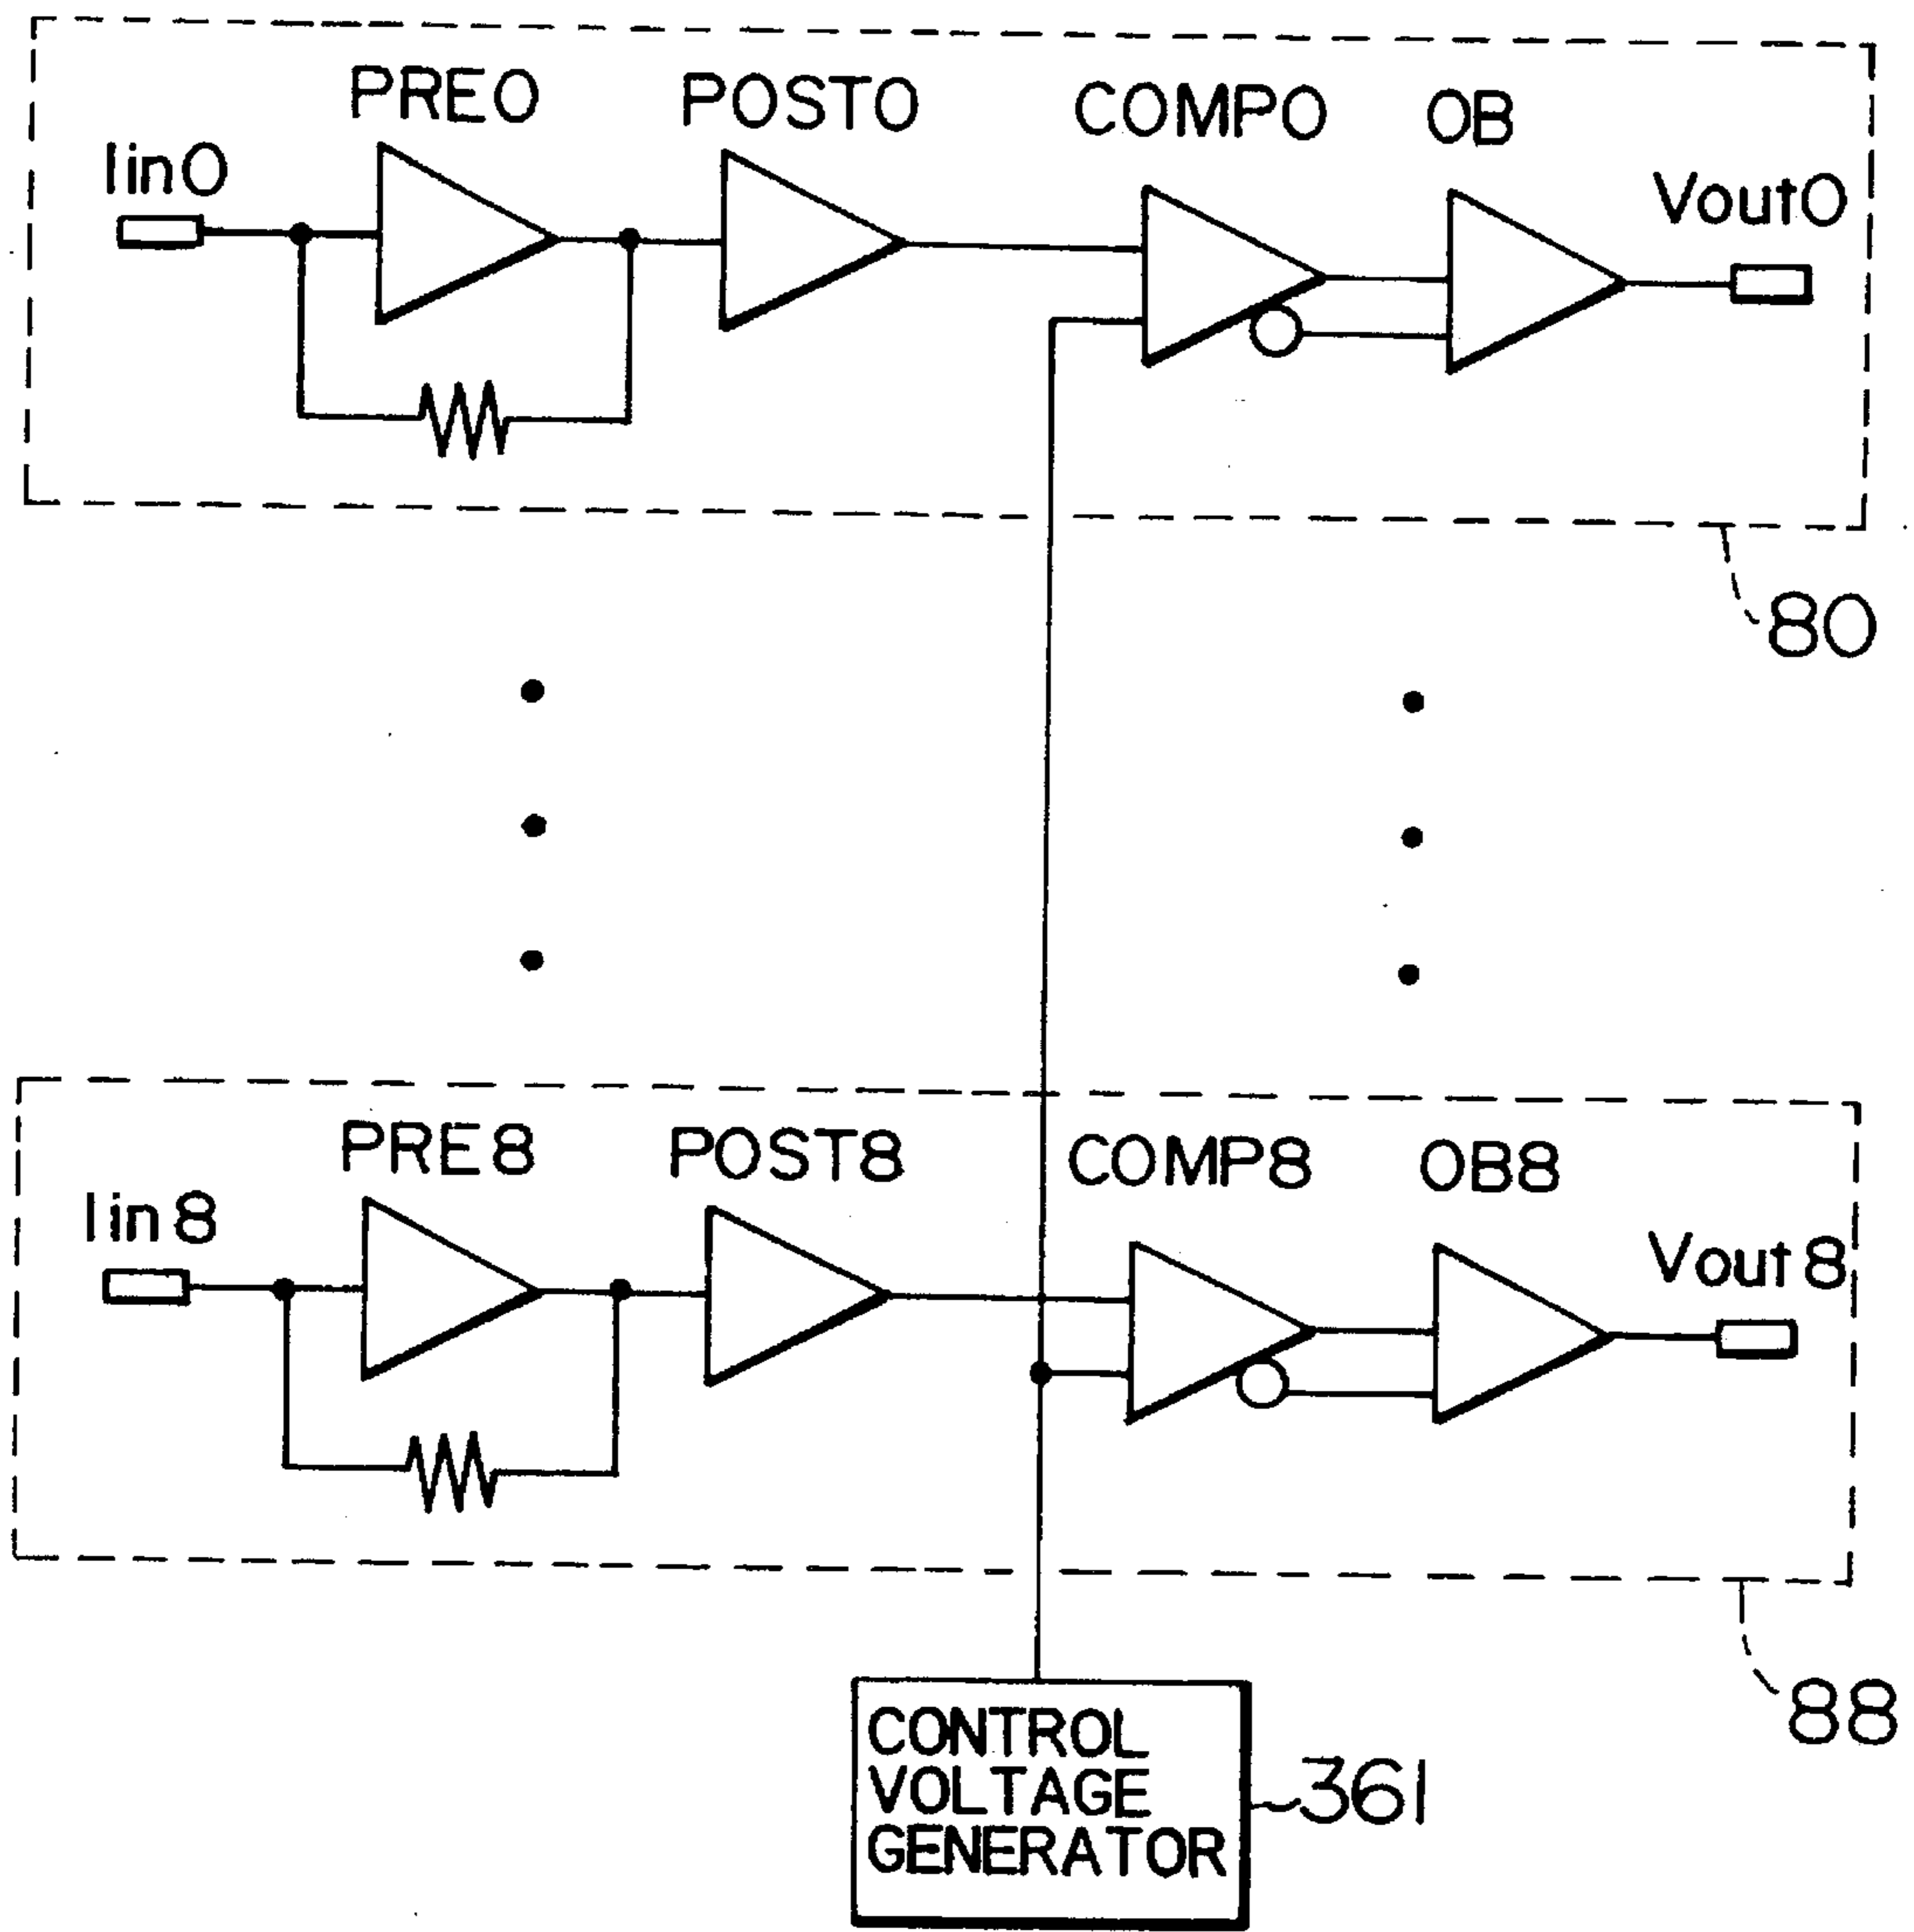 PRE0 POST0 COMP0 OB
Iin0
Vout0
80
PRE8 POST8 COMP8 OB8
Iin8
Vout8
88
CONTROL
VOLTAGE
GENERATOR
361